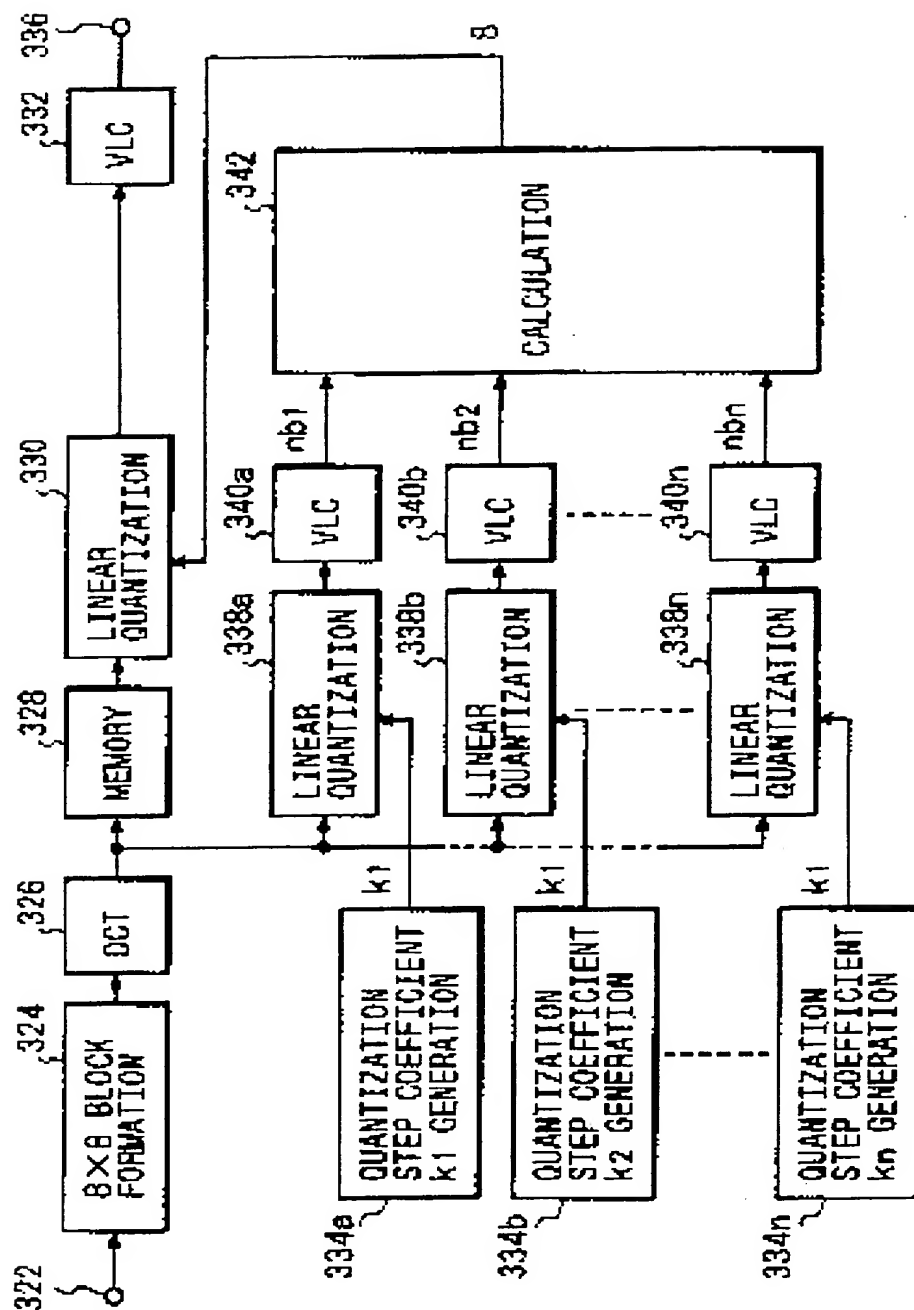 322
324
326
328
330
332
336
8×8 BLOCK
FORMATION
DCT
MEMORY
LINEAR
QUANTIZATION
VLC
334a
QUANTIZATION
STEP COEFFICIENT
k1 GENERATION
k1
338a
LINEAR
QUANTIZATION
340a
VLC
nb1
342
CALCULATION
334b
QUANTIZATION
STEP COEFFICIENT
k2 GENERATION
k1
338b
LINEAR
QUANTIZATION
340b
VLC
nb2
334n
QUANTIZATION
STEP COEFFICIENT
kn GENERATION
k1
338n
LINEAR
QUANTIZATION
340n
VLC
nbn